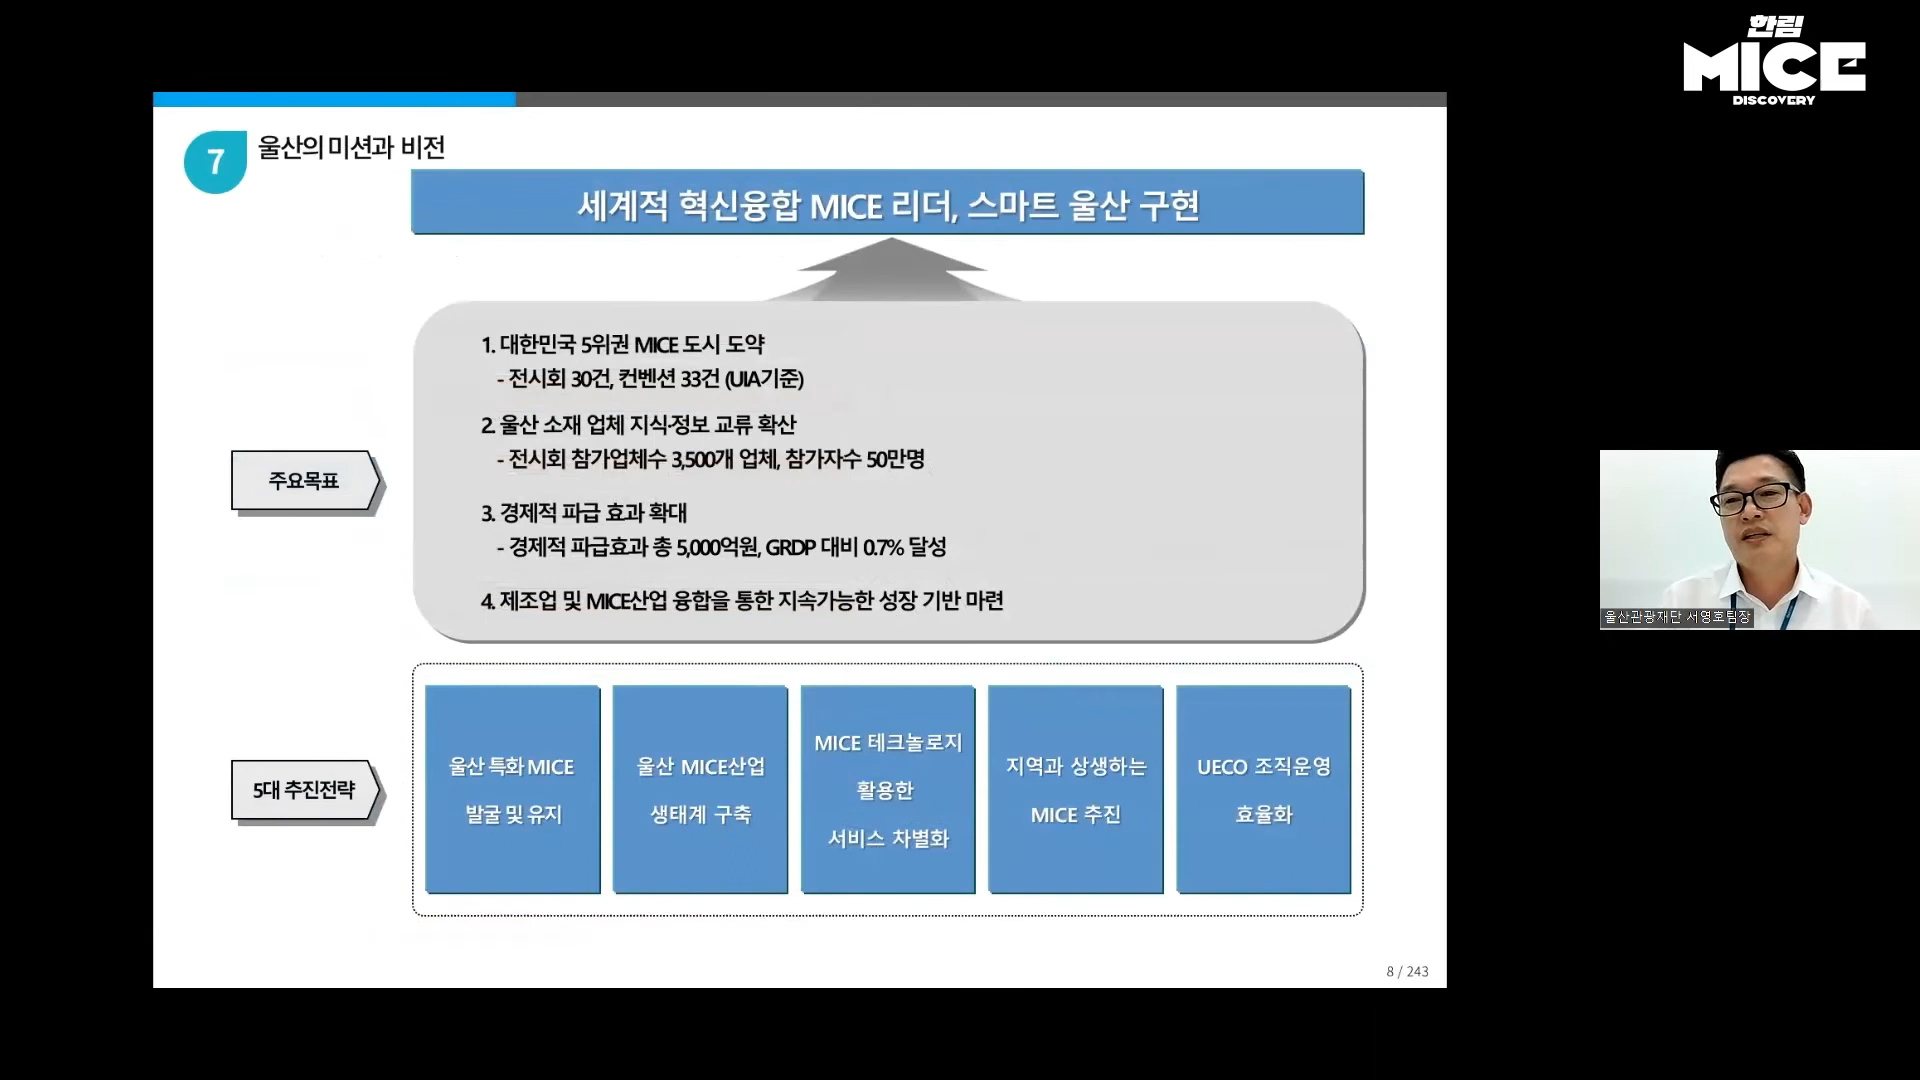 한림
MICE
DISCOVERY
7
울산의 미션과 비전
세계적 혁신융합 MICE 리더, 스마트 울산 구현
주요목표
1. 대한민국 5위권 MICE 도시 도약
- 전시회 30건, 컨벤션 33건 (UIA기준)
2. 울산 소재 업체 지식·정보 교류 확산
- 전시회 참가업체수 3,500개 업체, 참가자수 50만명
3. 경제적 파급 효과 확대
- 경제적 파급효과 총 5,000억원, GRDP 대비 0.7% 달성
4. 제조업 및 MICE산업 융합을 통한 지속가능한 성장 기반 마련
5대 추진전략
울산 특화 MICE
발굴 및 유지
울산 MICE산업
생태계 구축
MICE 테크놀로지
활용한
서비스 차별화
지역과 상생하는
MICE 추진
UECO 조직운영
효율화
8 / 243
울산관광재단 서영호팀장